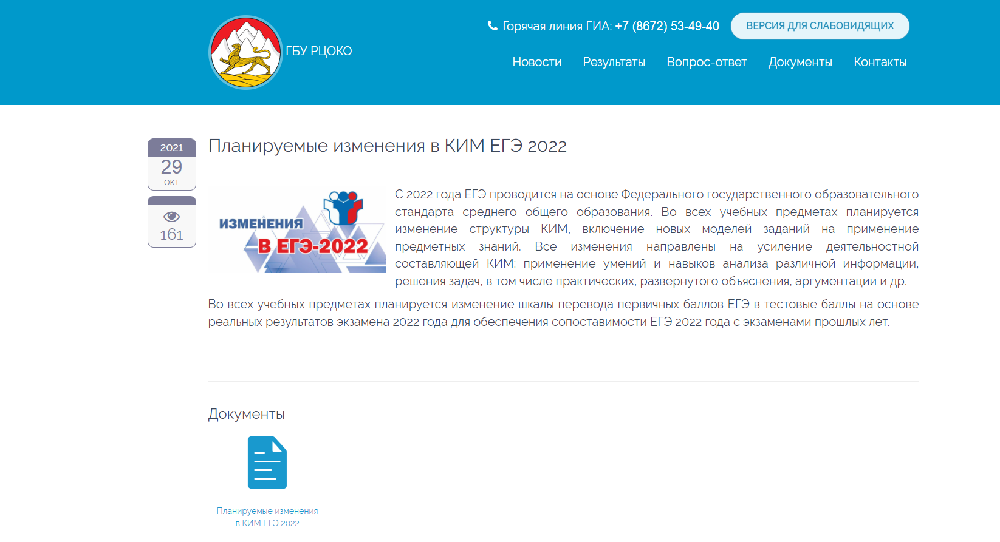 ГБУ РЦОКО
Горячая линия ГИА: +7 (8672) 53-49-40
ВЕРСИЯ ДЛЯ СЛАБОВИДЯЩИХ
Новости Результаты Вопрос-ответ Документы Контакты
2021
29
ОКТ
161
Планируемые изменения в КИМ ЕГЭ 2022
ИЗМЕНЕНИЯ
В ЕГЭ-2022
С 2022 года ЕГЭ проводится на основе Федерального государственного образовательного
стандарта среднего общего образования. Во всех учебных предметах планируется
изменение структуры КИМ, включение новых моделей заданий на применение
предметных знаний. Все изменения направлены на усиление деятельностной
составляющей КИМ: применение умений и навыков анализа различной информации,
решения задач, в том числе практических, развернутого объяснения, аргументации и др.
Во всех учебных предметах планируется изменение шкалы перевода первичных баллов ЕГЭ в тестовые баллы на основе
реальных результатов экзамена 2022 года для обеспечения сопоставимости ЕГЭ 2022 года с экзаменами прошлых лет.
Документы
Планируемые изменения
в КИМ ЕГЭ 2022